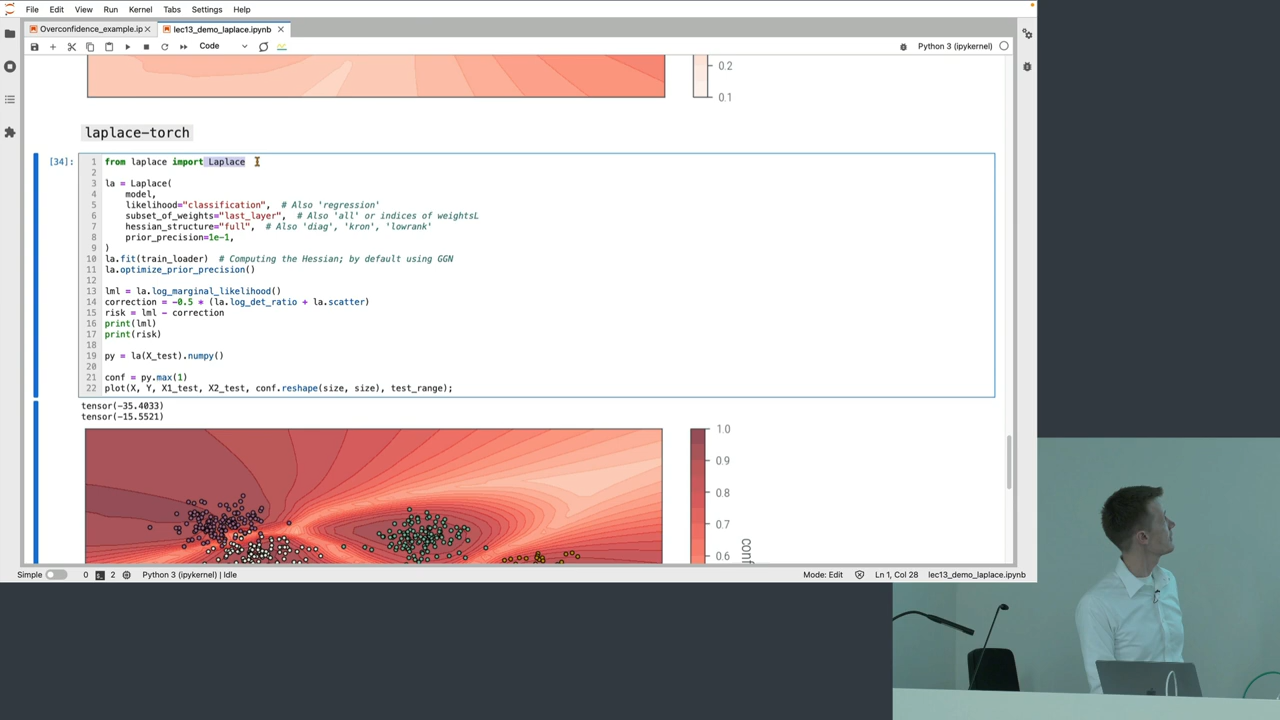 File Edit View Run Kernel Tabs Settings Help
Overconfidence_example.ip
lec13_demo_laplace.ipynb
Code
Python 3 (ipykernel)
0.2
0.1
laplace-torch
[34]:
1 from laplace import Laplace
2
3 la = Laplace(
4 model,
5 likelihood="classification", # Also 'regression'
6 subset_of_weights="last_layer", # Also 'all' or indices of weightsL
7 hessian_structure="full", # Also 'diag', 'kron', 'lowrank'
8 prior_precision=1e-1,
9 )
10 la.fit(train_loader) # Computing the Hessian; by default using GGN
11 la.optimize_prior_precision()
12
13 lml = la.log_marginal_likelihood()
14 correction = -0.5 * (la.log_det_ratio + la.scatter)
15 risk = lml - correction
16 print(lml)
17 print(risk)
18
19 py = la(X_test).numpy()
20
21 conf = py.max(1)
22 plot(X, Y, X1_test, X2_test, conf.reshape(size, size), test_range);
tensor(-35.4033)
tensor(-15.5521)
1.0
0.9
0.8
0.7
0.6
conf
Simple 0 2 Python 3 (ipykernel) | Idle Mode: Edit Ln 1, Col 28 lec13_demo_laplace.ipynb